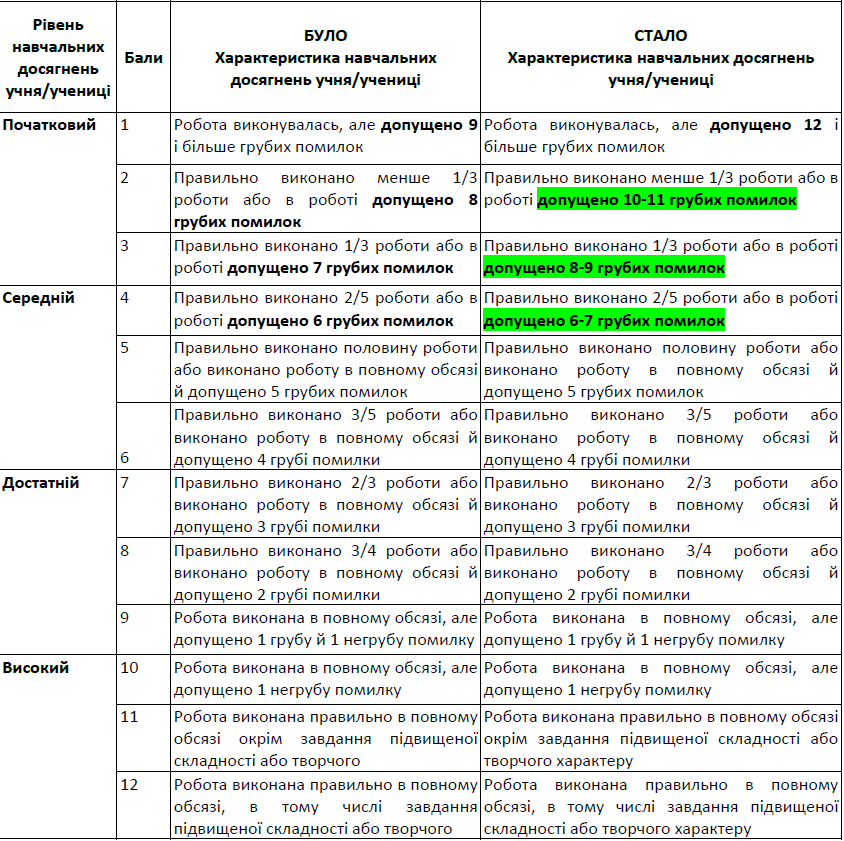 Рівень
навчальних
досягнень
учня/учениці
Бали
БУЛО
Характеристика навчальних
досягнень учня/учениці
СТАЛО
Характеристика навчальних досягнень
учня/учениці
Початковий
1
Робота виконувалась, але допущено 9
і більше грубих помилок
Робота виконувалась, але допущено 12 і
більше грубих помилок
2
Правильно виконано менше 1/3
роботи або в роботі допущено 8
грубих помилок
Правильно виконано менше 1/3 роботи або в
роботі допущено 10-11 грубих помилок
3
Правильно виконано 1/3 роботи або в
роботі допущено 7 грубих помилок
Правильно виконано 1/3 роботи або в роботі
допущено 8-9 грубих помилок
Середній
4
Правильно виконано 2/5 роботи або в
роботі допущено 6 грубих помилок
Правильно виконано 2/5 роботи або в роботі
допущено 6-7 грубих помилок
5
Правильно виконано половину роботи
або виконано роботу в повному обсязі
й допущено 5 грубих помилок
Правильно виконано половину роботи або
виконано роботу в повному обсязі й
допущено 5 грубих помилок
6
Правильно виконано 3/5 роботи або
виконано роботу в повному обсязі й
допущено 4 грубі помилки
Правильно виконано 3/5 роботи або
виконано роботу в повному обсязі й
допущено 4 грубі помилки
Достатній
7
Правильно виконано 2/3 роботи або
виконано роботу в повному обсязі й
допущено 3 грубі помилки
Правильно виконано 2/3 роботи або
виконано роботу в повному обсязі й
допущено 3 грубі помилки
8
Правильно виконано 3/4 роботи або
виконано роботу в повному обсязі й
допущено 2 грубі помилки
Правильно виконано 3/4 роботи або
виконано роботу в повному обсязі й
допущено 2 грубі помилки
9
Робота виконана в повному обсязі, але
допущено 1 грубу й 1 негрубу помилку
Робота виконана в повному обсязі, але
допущено 1 грубу й 1 негрубу помилку
Високий
10
Робота виконана в повному обсязі, але
допущено 1 негрубу помилку
Робота виконана в повному обсязі, але
допущено 1 негрубу помилку
11
Робота виконана правильно в повному
обсязі окрім завдання підвищеної
складності або творчого
Робота виконана правильно в повному обсязі
окрім завдання підвищеної складності або
творчого характеру
12
Робота виконана правильно в повному
обсязі, в тому числі завдання
підвищеної складності або творчого
Робота виконана правильно в повному
обсязі, в тому числі завдання підвищеної
складності або творчого характеру